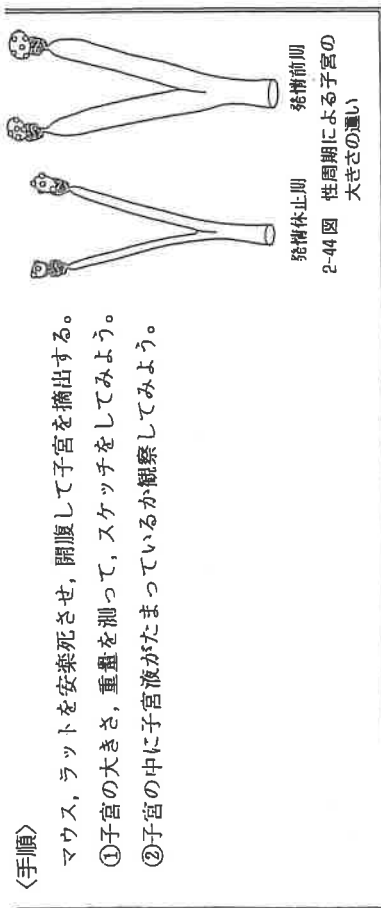 〈手順〉
マウス，ラットを安楽死させ，開腹して子宮を摘出する。
①子宮の大きさ，重量を測って，スケッチをしてみよう。
②子宮の中に子宮液がたまっているか観察してみよう。
発情休止期　発情前期
2-44図　性周期による子宮の
大きさの違い